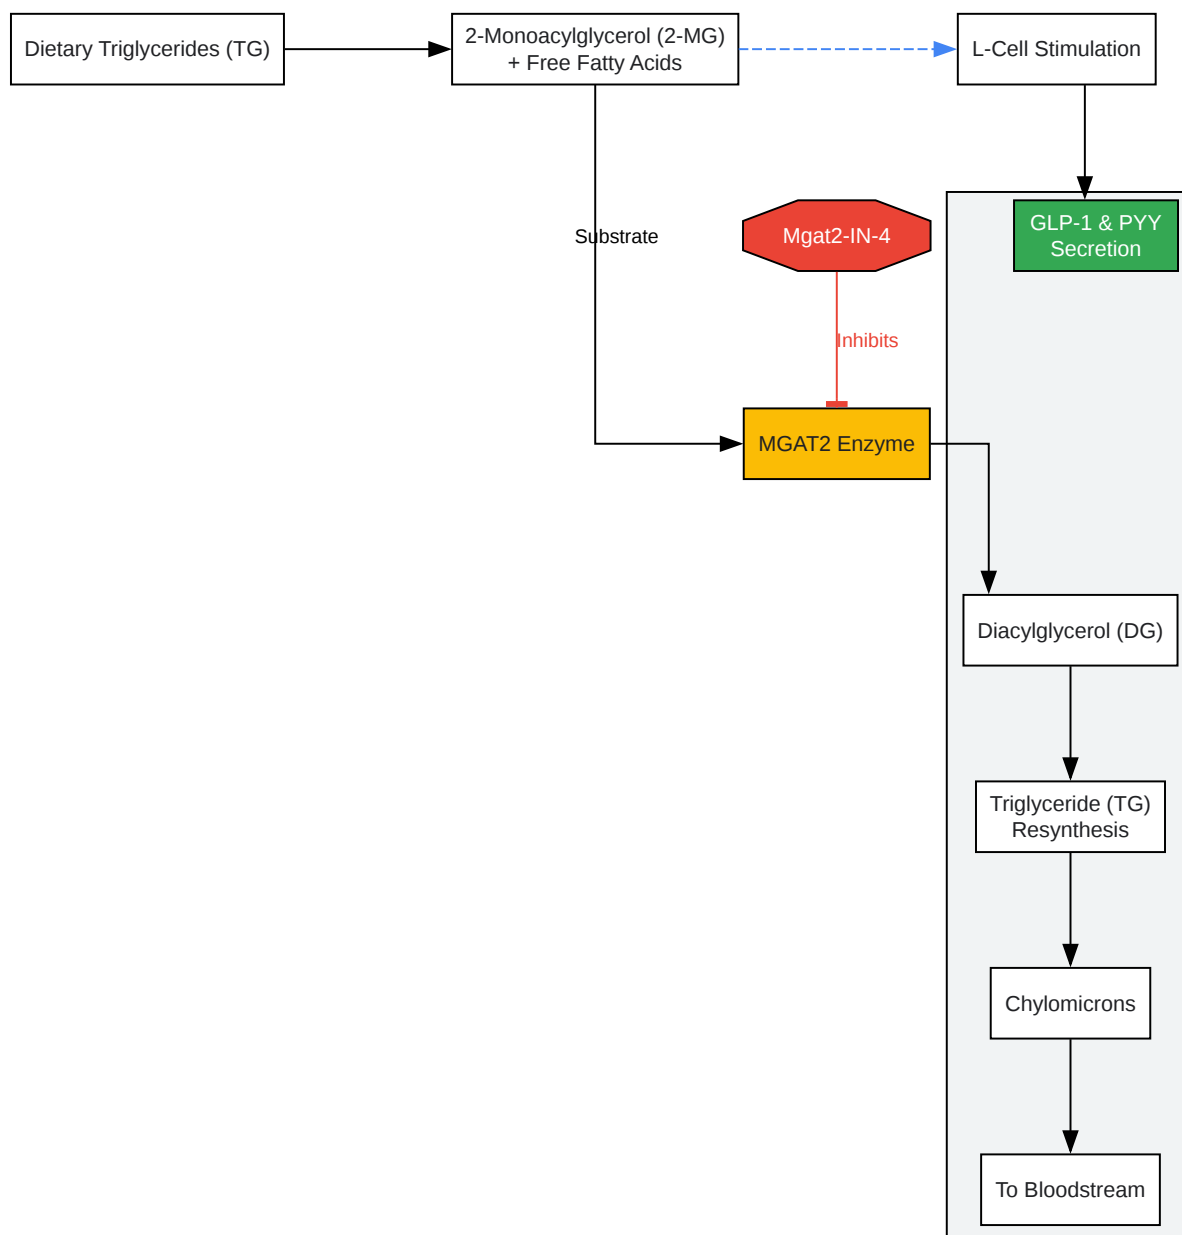 Dietary Triglycerides (TG)
2-Monoacylglycerol (2-MG)
+ Free Fatty Acids
L-Cell Stimulation
Substrate
Mgat2-IN-4
GLP-1 & PYY
Secretion
Inhibits
MGAT2 Enzyme
Diacylglycerol (DG)
Triglyceride (TG)
Resynthesis
Chylomicrons
To Bloodstream